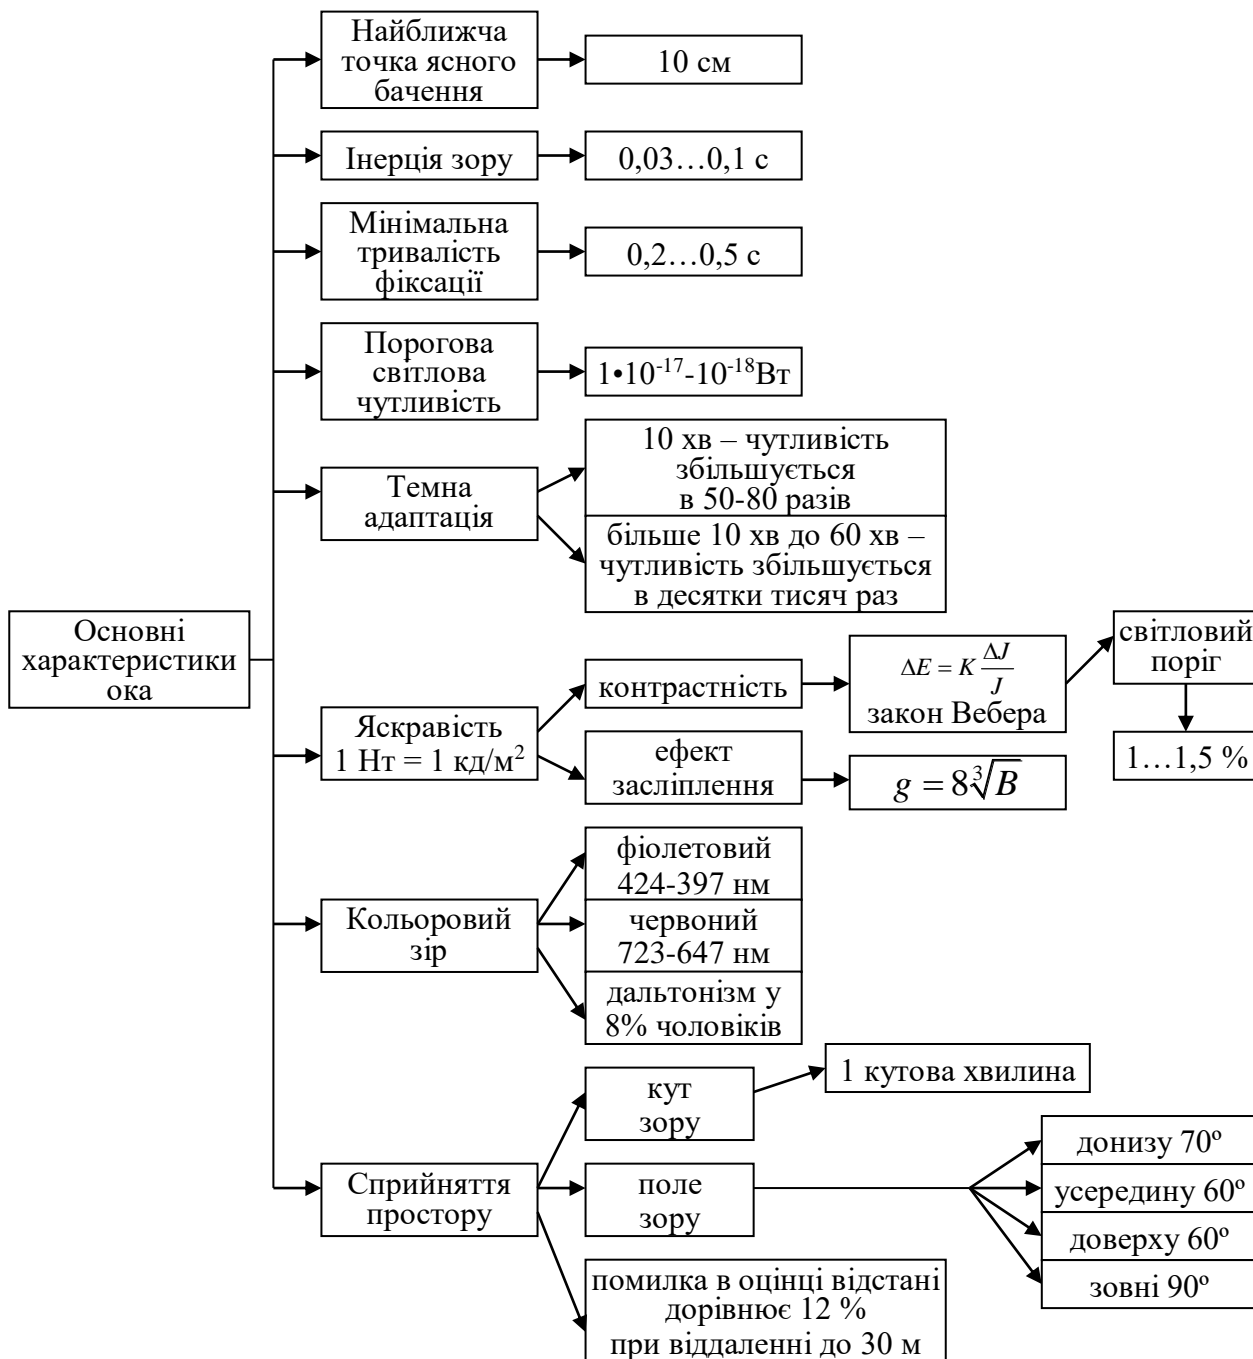 Найближча
точка ясного
бачення
10 см
Інерція зору
0,03…0,1 с
Мінімальна
тривалість
фіксації
0,2…0,5 с
Порогова
світлова
чутливість
1•10⁻¹⁷-10⁻¹⁸Вт
Темна
адаптація
10 хв – чутливість
збільшується
в 50-80 разів
більше 10 хв до 60 хв –
чутливість збільшується
в десятки тисяч раз
Основні
характеристики
ока
Яскравість
1 Нт = 1 кд/м²
контрастність
ΔE = K ΔJ/J
закон Вебера
світловий
поріг
1…1,5 %
ефект
засліплення
g = 8∛B
Кольоровий
зір
фіолетовий
424-397 нм
червоний
723-647 нм
дальтонізм у
8% чоловіків
Сприйняття
простору
кут
зору
1 кутова хвилина
поле
зору
донизу 70º
усередину 60º
доверху 60º
зовні 90º
помилка в оцінці відстані
дорівнює 12 %
при віддаленні до 30 м